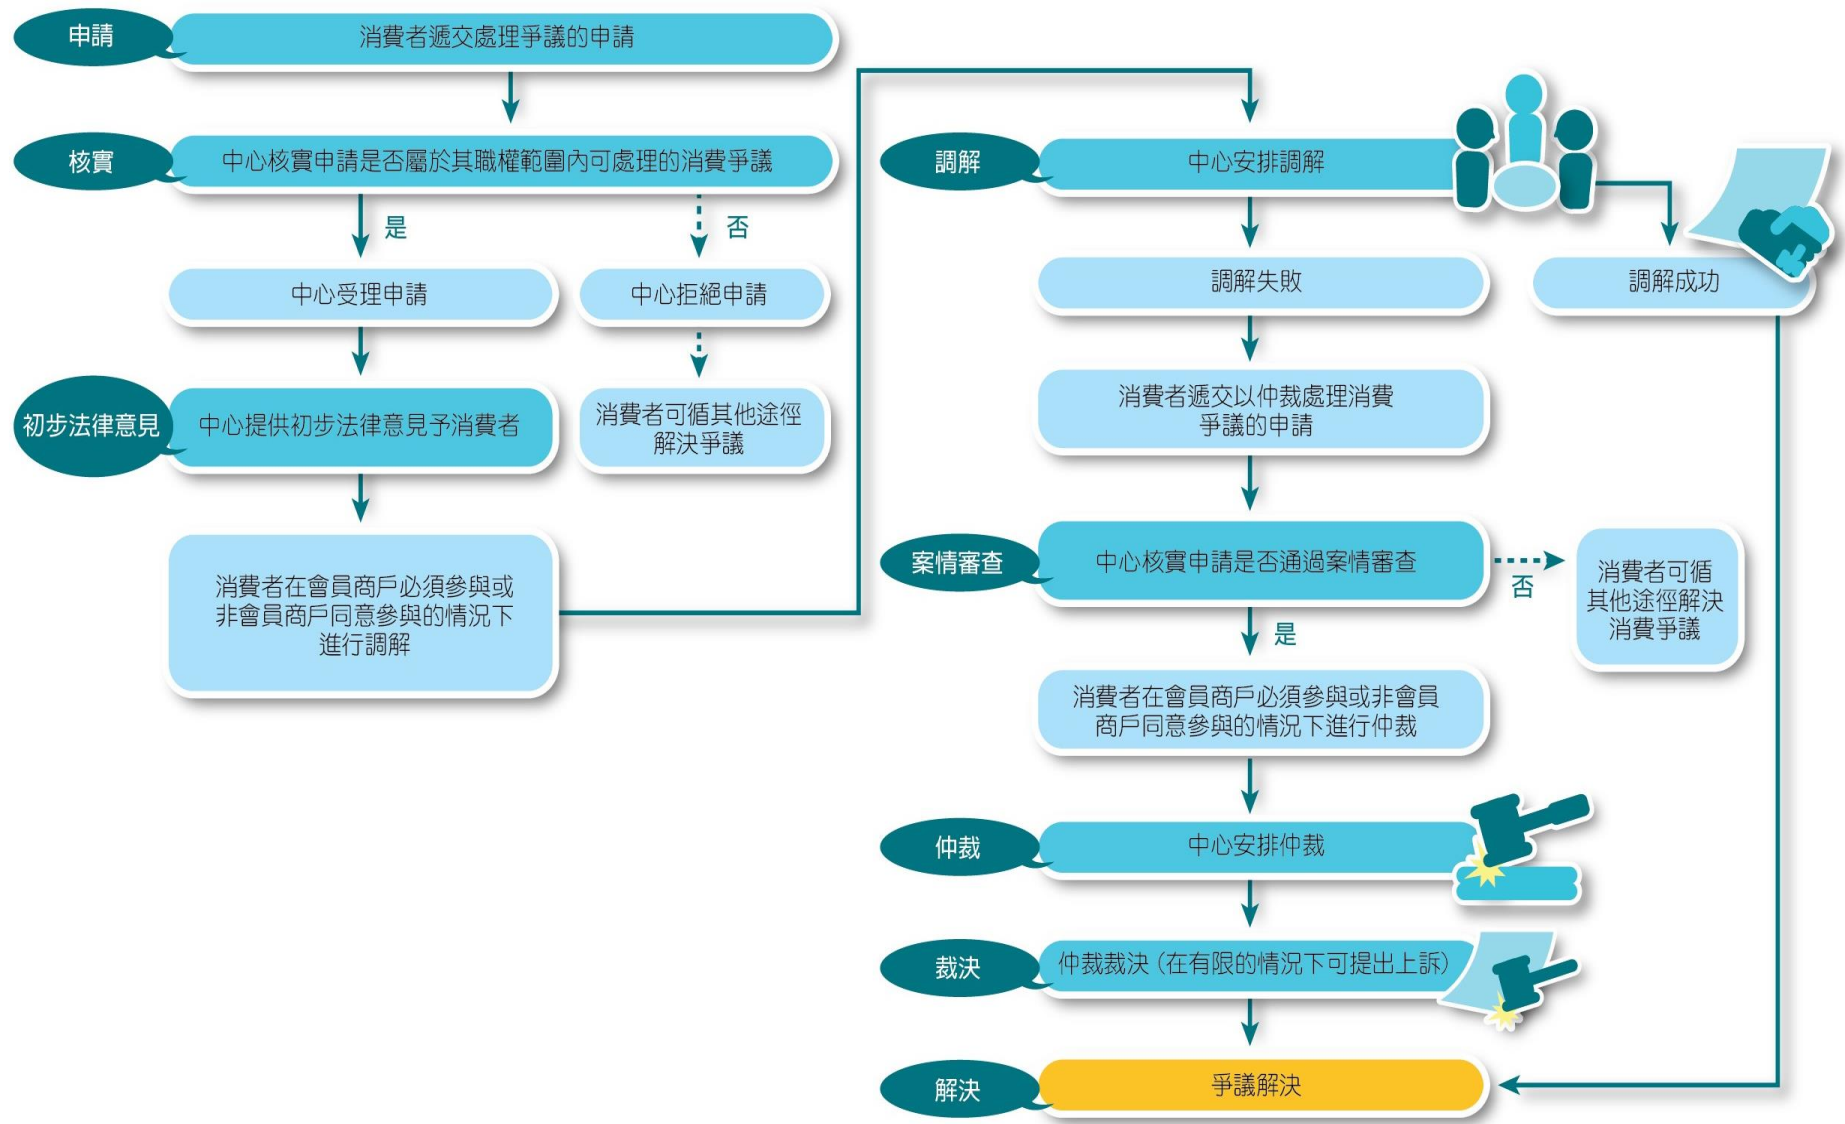 申請
消費者遞交處理爭議的申請
核實
中心核實申請是否屬於其職權範圍內可處理的消費爭議
是
否
中心受理申請
中心拒絕申請
初步法律意見
中心提供初步法律意見予消費者
消費者可循其他途徑
解決爭議
消費者在會員商戶必須參與或
非會員商戶同意參與的情況下
進行調解
調解
中心安排調解
調解失敗
調解成功
消費者遞交以仲裁處理消費
爭議的申請
案情審查
中心核實申請是否通過案情審查
否
消費者可循
其他途徑解決
消費爭議
是
消費者在會員商戶必須參與或非會員
商戶同意參與的情況下進行仲裁
仲裁
中心安排仲裁
裁決
仲裁裁決(在有限的情況下可提出上訴)
解決
爭議解決